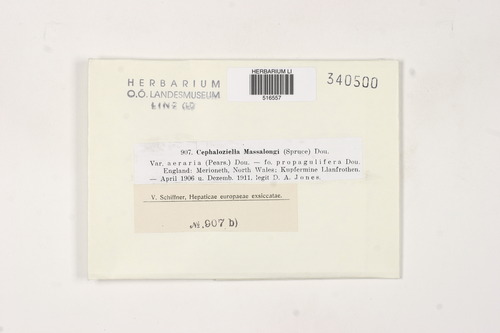 HERBARIUM
O.Ö. LANDESMUSEUM
LINZ
HERBARIUM LI
516557
340500
907. Cephaloziella Massalongi (Spruce) Dou.
Var. aeraria (Pears.) Dou. — fo. propagulifera Dou.
England: Merioneth, North Wales; Kupfermine Llanfrothen.
— April 1906 u. Dezemb. 1911. legit D. A. Jones.
V. Schiffner, Hepaticae europaeae exsiccatae.
№ 907 b)